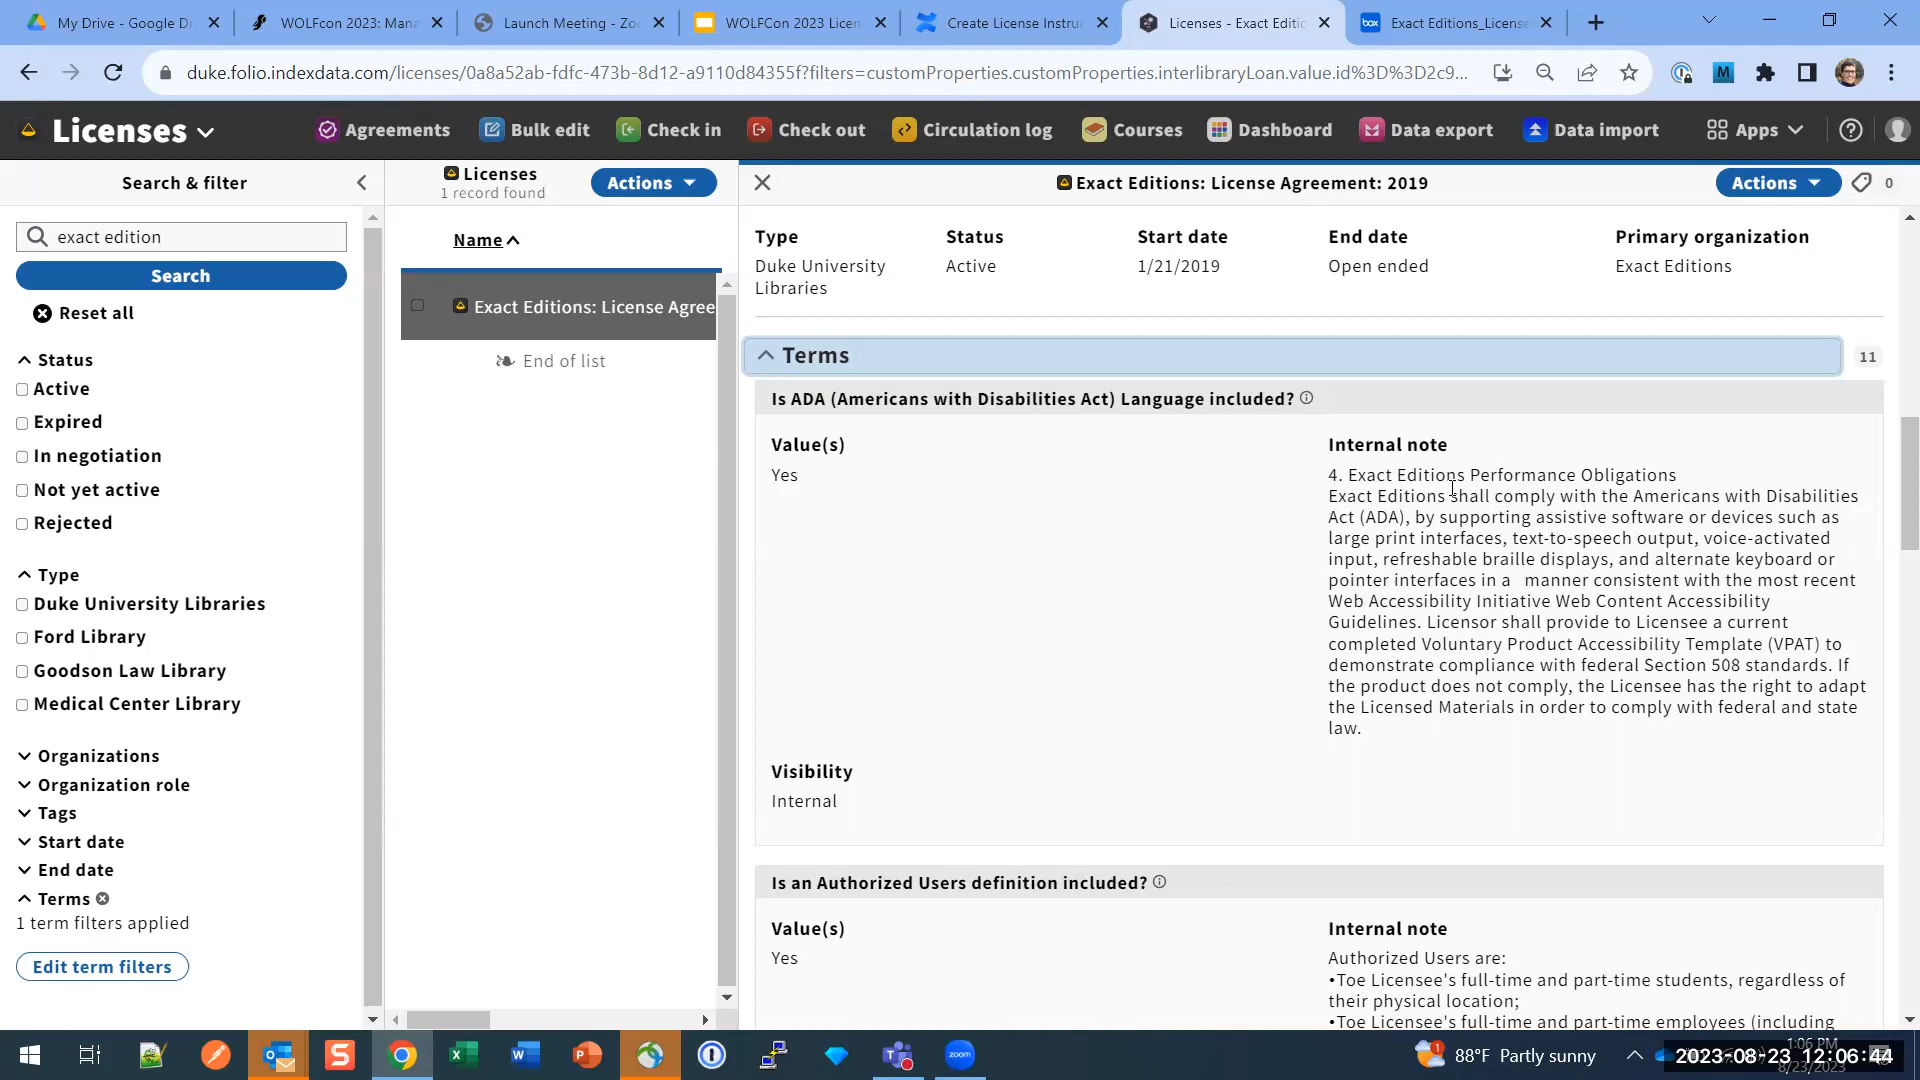 My Drive - Google Dr
WOLFcon 2023: Mana
Launch Meeting - Zoo
WOLFCon 2023 Licen
Create License Instruc
Licenses - Exact Editio
box
Exact Editions_License
duke.folio.indexdata.com/licenses/0a8a52ab-fdfc-473b-8d12-a9110d84355f?filters=customProperties.customProperties.interlibraryLoan.value.id%3D%3D2c9...
M
Licenses
Agreements
Bulk edit
Check in
Check out
Circulation log
Courses
Dashboard
Data export
Data import
Apps
Search & filter
Licenses
1 record found
Actions
Exact Editions: License Agreement: 2019
Actions
0
exact edition
Search
Reset all
Status
Active
Expired
In negotiation
Not yet active
Rejected
Type
Duke University Libraries
Ford Library
Goodson Law Library
Medical Center Library
Organizations
Organization role
Tags
Start date
End date
Terms
1 term filters applied
Edit term filters
Name
Exact Editions: License Agree
End of list
Type
Status
Start date
End date
Primary organization
Duke University
Libraries
Active
1/21/2019
Open ended
Exact Editions
Terms
11
Is ADA (Americans with Disabilities Act) Language included?
Value(s)
Yes
Internal note
4. Exact Editions Performance Obligations
Exact Editions shall comply with the Americans with Disabilities
Act (ADA), by supporting assistive software or devices such as
large print interfaces, text-to-speech output, voice-activated
input, refreshable braille displays, and alternate keyboard or
pointer interfaces in a manner consistent with the most recent
Web Accessibility Initiative Web Content Accessibility
Guidelines. Licensor shall provide to Licensee a current
completed Voluntary Product Accessibility Template (VPAT) to
demonstrate compliance with federal Section 508 standards. If
the product does not comply, the Licensee has the right to adapt
the Licensed Materials in order to comply with federal and state
law.
Visibility
Internal
Is an Authorized Users definition included?
Value(s)
Yes
Internal note
Authorized Users are:
•Toe Licensee's full-time and part-time students, regardless of
their physical location;
•Toe Licensee's full-time and part-time employees (including
zoom
88°F Partly sunny
1:06 PM
2023-08-23 12:06:44
8/23/2023